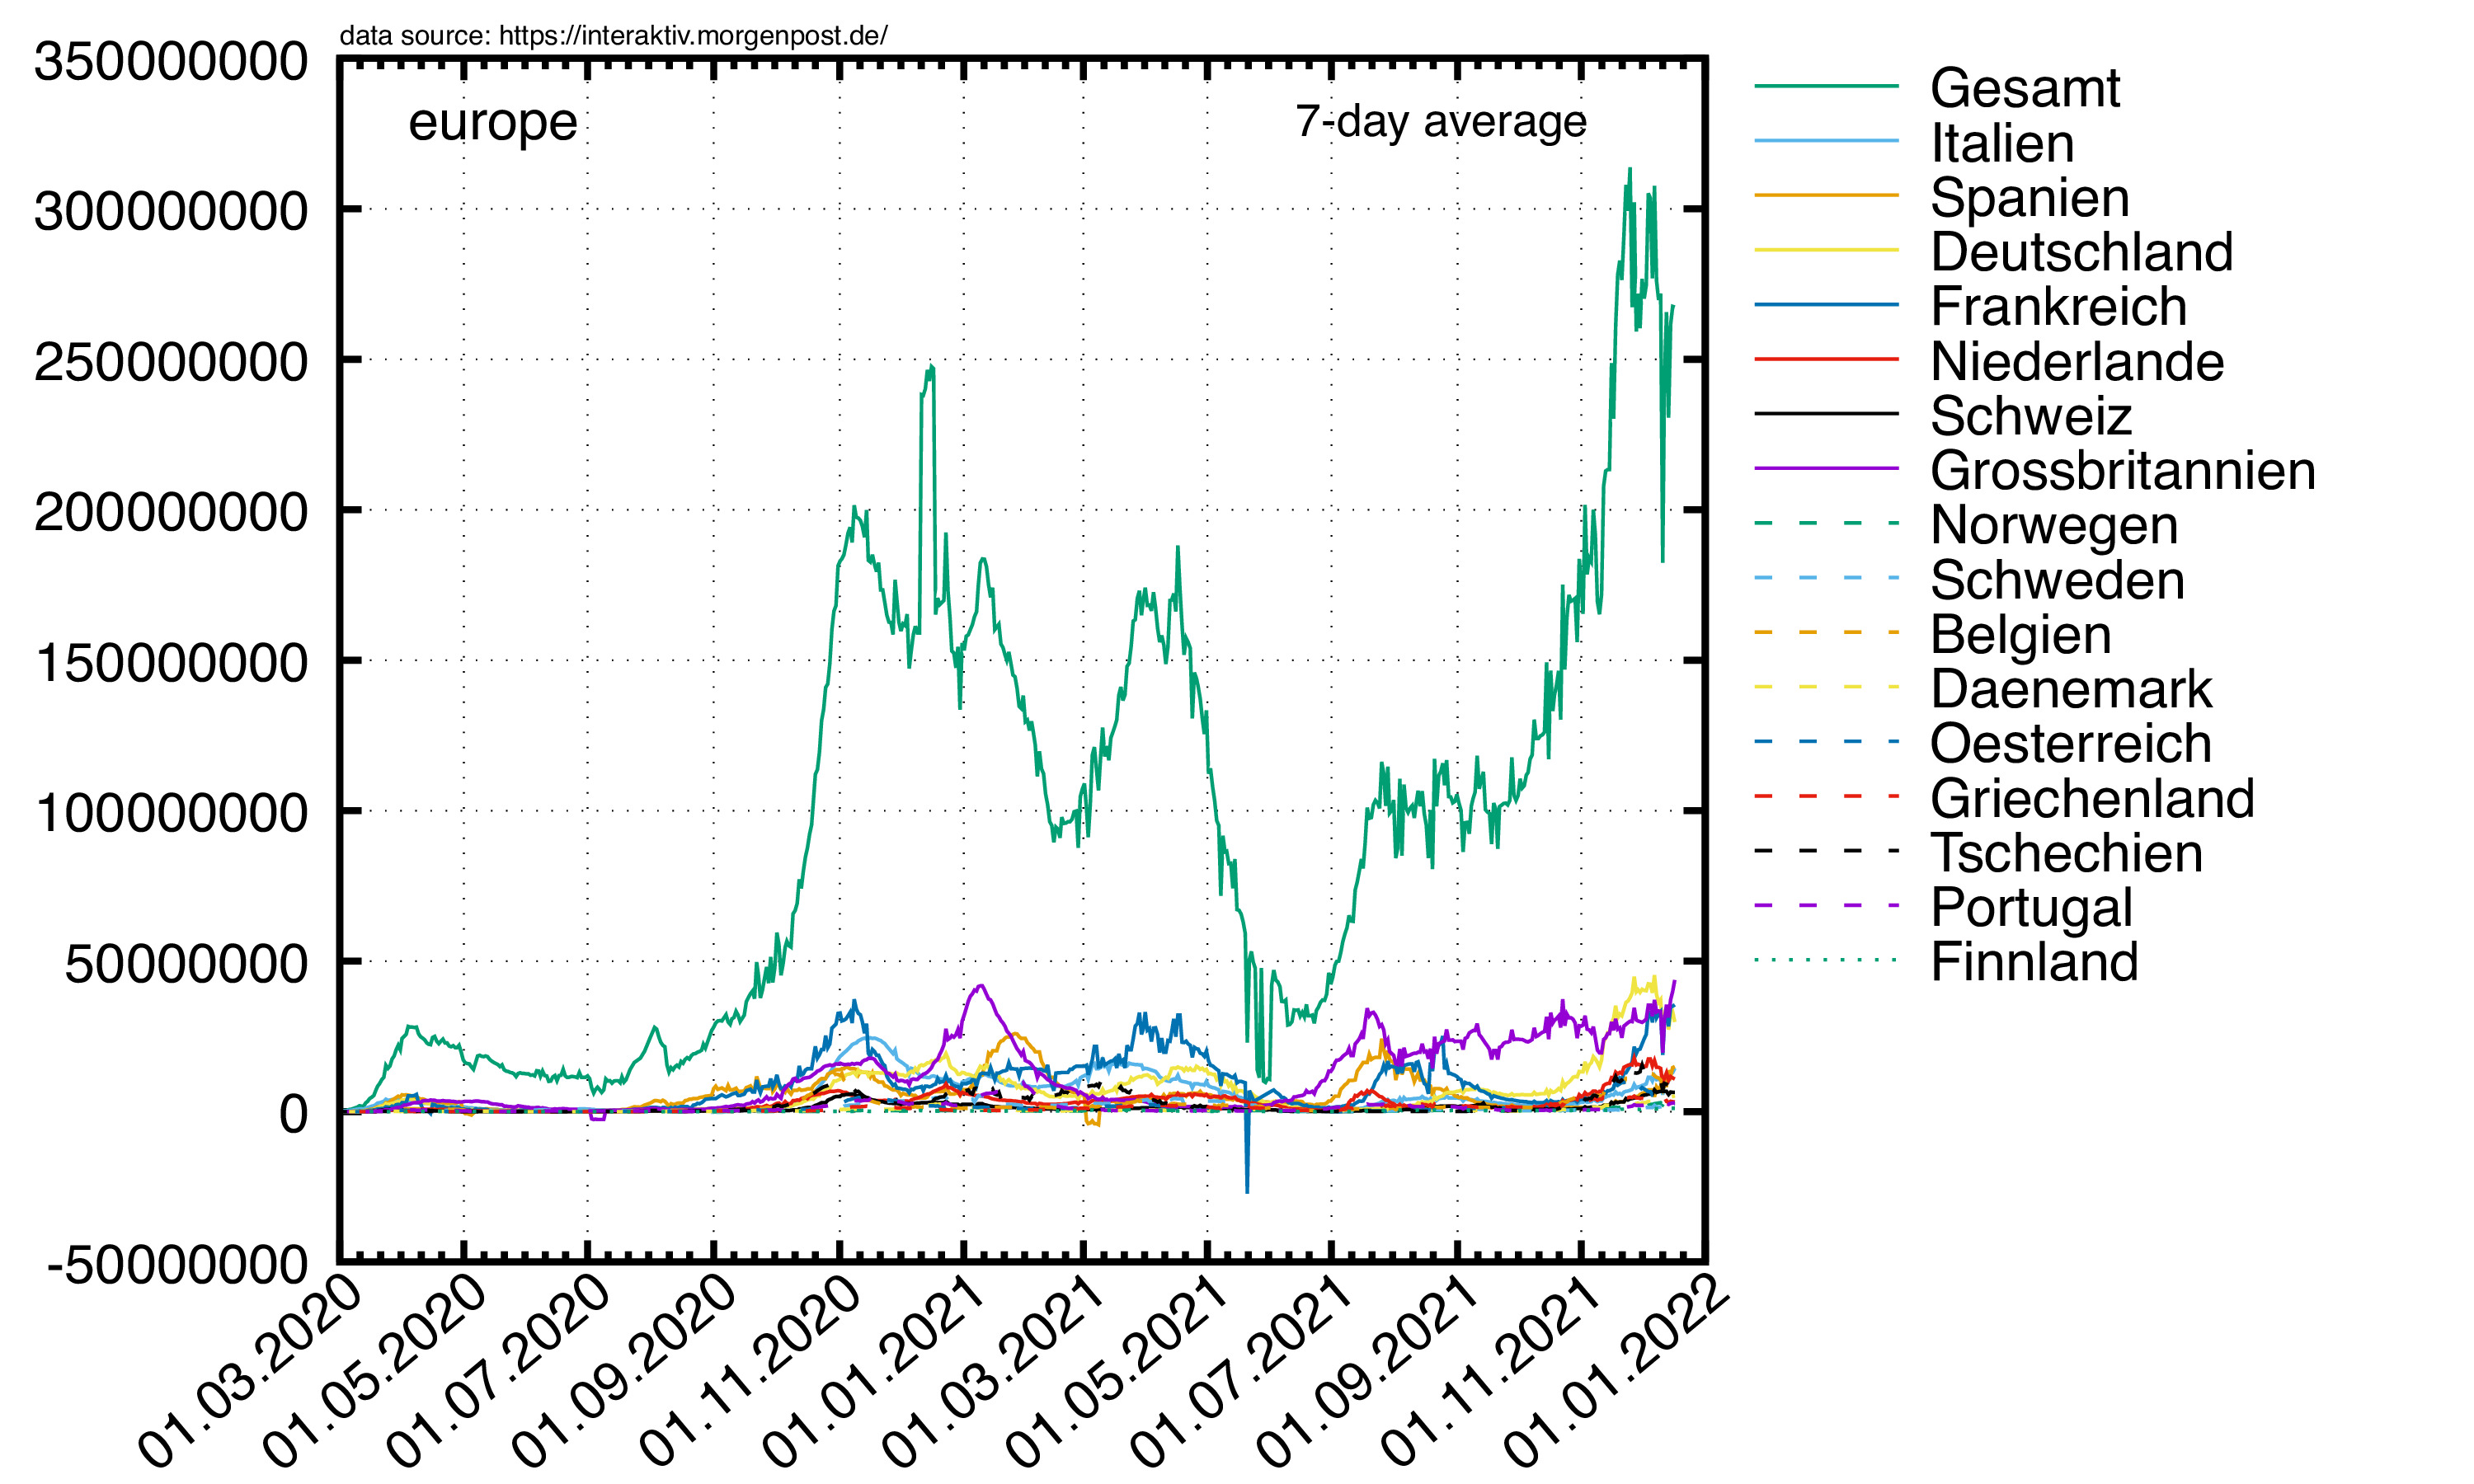 data source: https://interaktiv.morgenpost.de/
350000000
300000000
250000000
200000000
150000000
100000000
50000000
0
-50000000
europe
7-day average
01.03.2020
01.05.2020
01.07.2020
01.09.2020
01.11.2020
01.01.2021
01.03.2021
01.05.2021
01.07.2021
01.09.2021
01.11.2021
01.01.2022
Gesamt
Italien
Spanien
Deutschland
Frankreich
Niederlande
Schweiz
Grossbritannien
Norwegen
Schweden
Belgien
Daenemark
Oesterreich
Griechenland
Tschechien
Portugal
Finnland